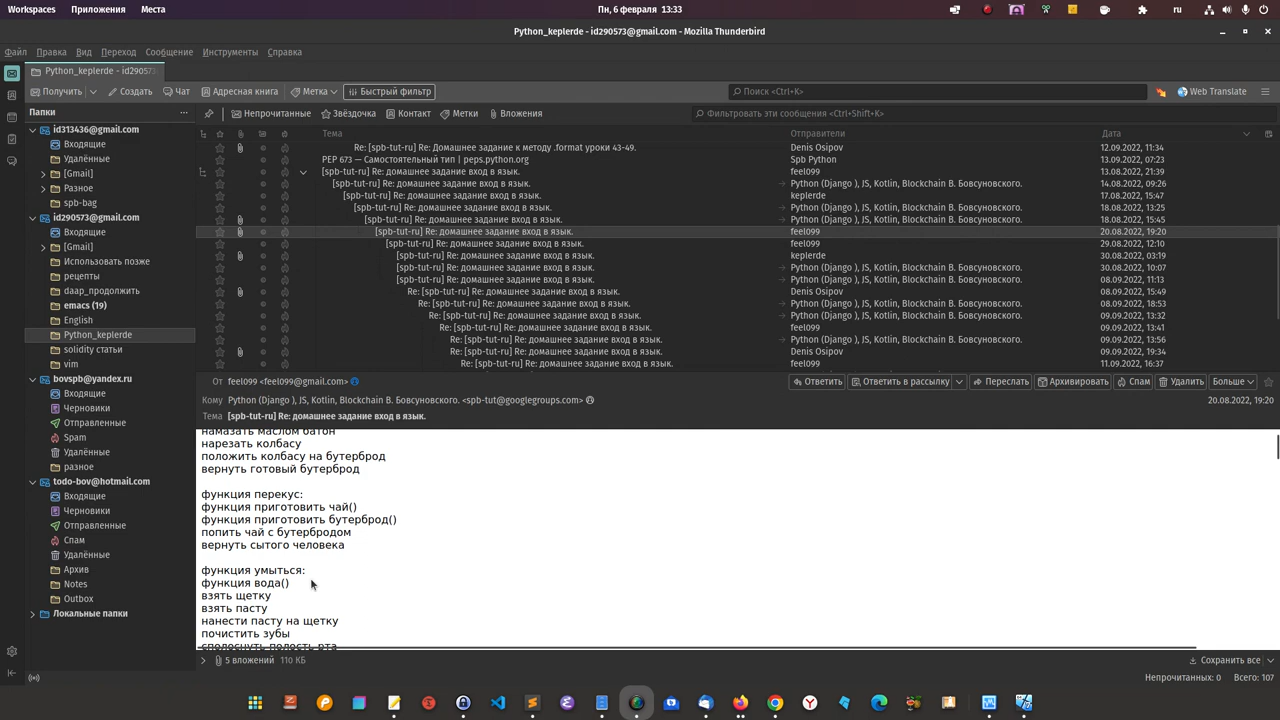 Workspaces Приложения Места Пн, 6 февраля 13:33 ru
Python_keplerde - id290573@gmail.com - Mozilla Thunderbird
Файл Правка Вид Переход Сообщение Инструменты Справка
Python_keplerde - id29057
Получить Создать Чат Адресная книга Метка Быстрый фильтр Поиск <Ctrl+K> Web Translate
Папки
id313436@gmail.com
Входящие
Удалённые
[Gmail]
Разное
spb-bag
id290573@gmail.com
Входящие
[Gmail]
Использовать позже
рецепты
daap_продолжить
emacs (19)
English
Python_keplerde
solidity статьи
vim
bovspb@yandex.ru
Входящие
Черновики
Отправленные
Spam
Удалённые
разное
todo-bov@hotmail.com
Входящие
Черновики
Отправленные
Спам
Удалённые
Архив
Notes
Outbox
Локальные папки
Непрочитанные Звёздочка Контакт Метки Вложения Фильтровать эти сообщения <Ctrl+Shift+K>
Тема Отправители Дата
Re: [spb-tut-ru] Re: Домашнее задание к методу .format уроки 43-49. Denis Osipov 12.09.2022, 11:34
PEP 673 — Самостоятельный тип | peps.python.org Spb Python 13.09.2022, 07:23
[spb-tut-ru] Re: домашнее задание вход в язык. feel099 13.08.2022, 21:39
[spb-tut-ru] Re: домашнее задание вход в язык. Python (Django ), JS, Kotlin, Blockchain В. Бовсуновского. 14.08.2022, 09:26
[spb-tut-ru] Re: домашнее задание вход в язык. keplerde 17.08.2022, 15:47
[spb-tut-ru] Re: домашнее задание вход в язык. Python (Django ), JS, Kotlin, Blockchain В. Бовсуновского. 18.08.2022, 13:25
[spb-tut-ru] Re: домашнее задание вход в язык. Python (Django ), JS, Kotlin, Blockchain В. Бовсуновского. 18.08.2022, 15:45
[spb-tut-ru] Re: домашнее задание вход в язык. feel099 20.08.2022, 19:20
[spb-tut-ru] Re: домашнее задание вход в язык. feel099 29.08.2022, 12:10
[spb-tut-ru] Re: домашнее задание вход в язык. keplerde 30.08.2022, 03:19
[spb-tut-ru] Re: домашнее задание вход в язык. Python (Django ), JS, Kotlin, Blockchain В. Бовсуновского. 30.08.2022, 10:07
[spb-tut-ru] Re: домашнее задание вход в язык. Python (Django ), JS, Kotlin, Blockchain В. Бовсуновского. 08.09.2022, 11:13
Re: [spb-tut-ru] Re: домашнее задание вход в язык. Denis Osipov 08.09.2022, 15:49
Re: [spb-tut-ru] Re: домашнее задание вход в язык. Python (Django ), JS, Kotlin, Blockchain В. Бовсуновского. 08.09.2022, 18:53
Re: [spb-tut-ru] Re: домашнее задание вход в язык. Python (Django ), JS, Kotlin, Blockchain В. Бовсуновского. 09.09.2022, 13:32
Re: [spb-tut-ru] Re: домашнее задание вход в язык. feel099 09.09.2022, 13:41
Re: [spb-tut-ru] Re: домашнее задание вход в язык. Python (Django ), JS, Kotlin, Blockchain В. Бовсуновского. 09.09.2022, 13:56
Re: [spb-tut-ru] Re: домашнее задание вход в язык. Denis Osipov 09.09.2022, 19:34
Re: [spb-tut-ru] Re: домашнее задание вход в язык. Python (Django ), JS, Kotlin, Blockchain В. Бовсуновского. 11.09.2022, 16:37
От feel099 <feel099@gmail.com> Ответить Ответить в рассылку Переслать Архивировать Спам Удалить Больше
Кому Python (Django ), JS, Kotlin, Blockchain В. Бовсуновского. <spb-tut@googlegroups.com> 20.08.2022, 19:20
Тема [spb-tut-ru] Re: домашнее задание вход в язык.
намазать маслом батон
нарезать колбасу
положить колбасу на бутерброд
вернуть готовый бутерброд
функция перекус:
функция приготовить чай()
функция приготовить бутерброд()
попить чай с бутербродом
вернуть сытого человека
функция умыться:
функция вода()
взять щетку
взять пасту
нанести пасту на щетку
почистить зубы
сполоснуть полость рта
5 вложений 110 КБ Сохранить все
Непрочитанных: 0 Всего: 107